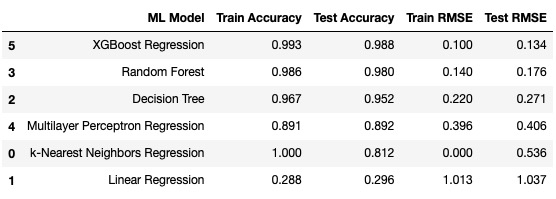 ML Model Train Accuracy Test Accuracy Train RMSE Test RMSE
5 XGBoost Regression 0.993 0.988 0.100 0.134
3 Random Forest 0.986 0.980 0.140 0.176
2 Decision Tree 0.967 0.952 0.220 0.271
4 Multilayer Perceptron Regression 0.891 0.892 0.396 0.406
0 k-Nearest Neighbors Regression 1.000 0.812 0.000 0.536
1 Linear Regression 0.288 0.296 1.013 1.037